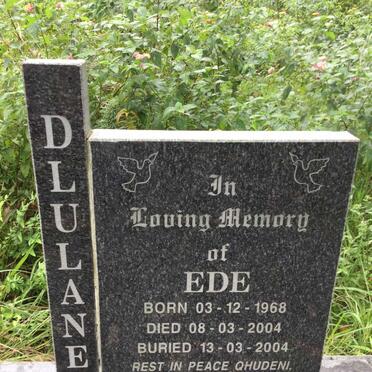 DLULANE
In
Loving Memory
of
EDE
BORN 03-12-1968
DIED 08-03-2004
BURIED 13-03-2004
REST IN PEACE QHUDENI.